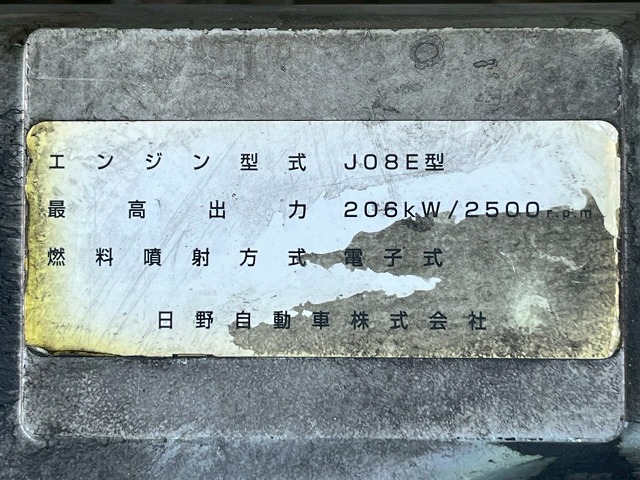 エンジン型式 J08E型
最高出力 206kW/2500r.p.m
燃料噴射方式 電子式
日野自動車株式会社